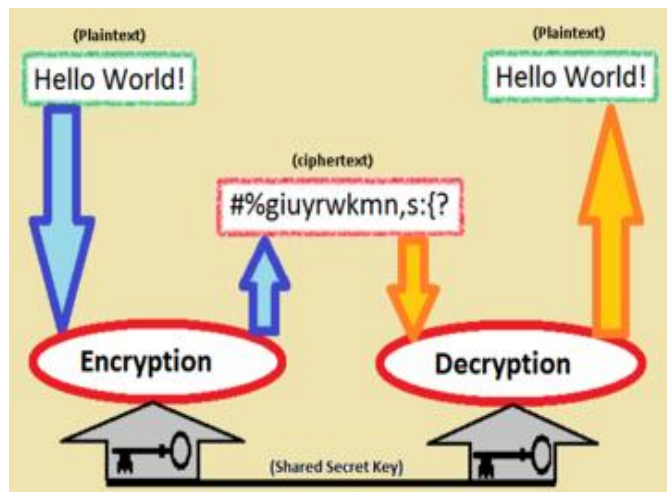 (Plaintext)
Hello World!
(Plaintext)
Hello World!
(ciphertext)
#%giuyrwkmn,s:{?
Encryption
Decryption
(Shared Secret Key)